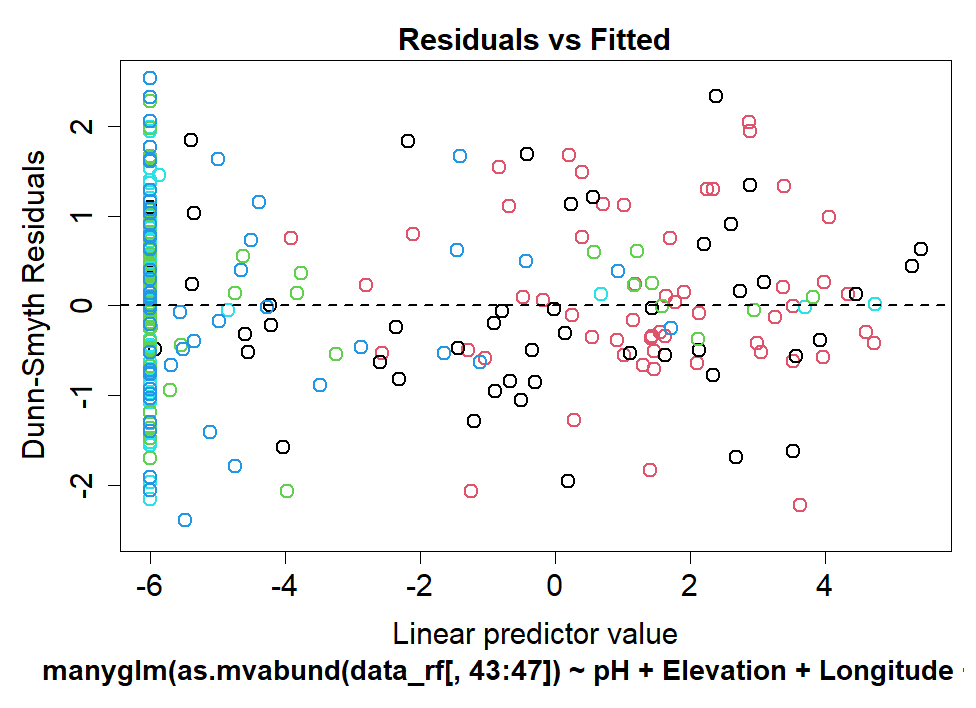 Residuals vs Fitted
Dunn-Smyth Residuals
2
1
0
-1
-2
-6 -4 -2 0 2 4
Linear predictor value
manyglm(as.mvabund(data_rf[, 43:47]) ~ pH + Elevation + Longitude